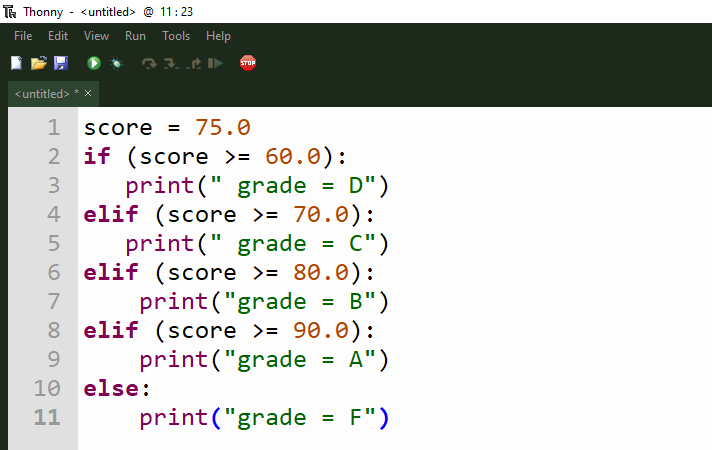 Thonny - <untitled> @ 11 : 23
File Edit View Run Tools Help
STOP
<untitled> * ×
1 score = 75.0
2 if (score >= 60.0):
3    print(" grade = D")
4 elif (score >= 70.0):
5    print(" grade = C")
6 elif (score >= 80.0):
7     print("grade = B")
8 elif (score >= 90.0):
9     print("grade = A")
10 else:
11     print("grade = F")